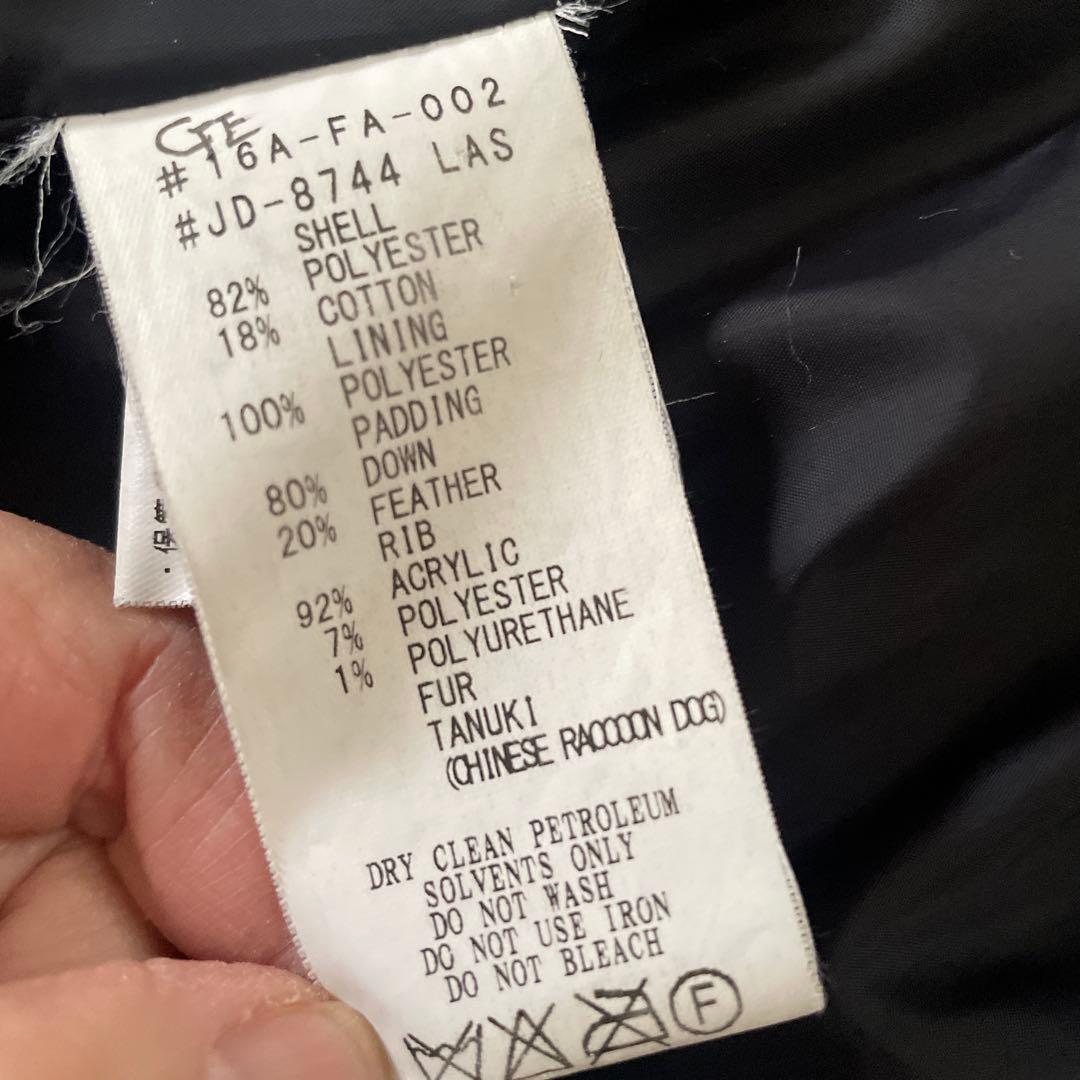 CFE
#16A-FA-002
#JD-8744 LAS
SHELL
82% POLYESTER
18% COTTON
LINING
100% POLYESTER
PADDING
80% DOWN
20% FEATHER
RIB
92% ACRYLIC
7% POLYESTER
1% POLYURETHANE
FUR
TANUKI
(CHINESE RACCOON DOG)
DRY CLEAN PETROLEUM
SOLVENTS ONLY
DO NOT WASH
DO NOT USE IRON
DO NOT BLEACH
F
・保管